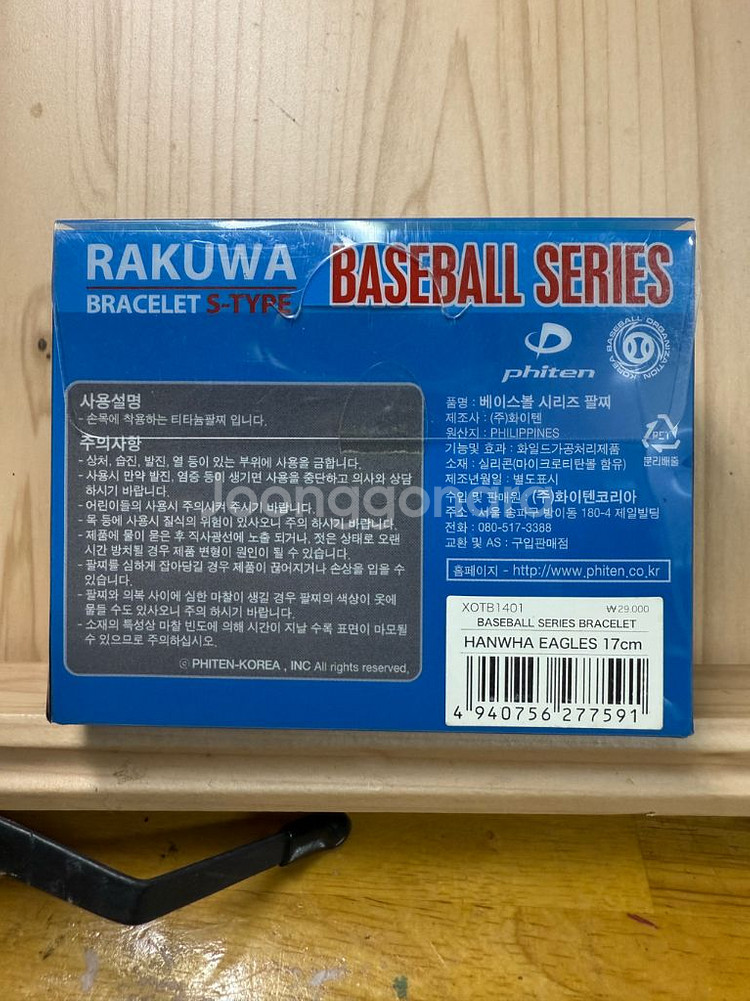 RAKUWA
BRACELET S-TYPE
BASEBALL SERIES
phiten
KOREA BASEBALL ORGANIZATION
사용설명
- 손목에 착용하는 티타늄팔찌 입니다.
주의사항
- 상처, 습진, 발진, 열 등이 있는 부위에 사용을 금합니다.
- 사용시 만약 발진, 염증 등이 생기면 사용을 중단하고 의사와 상담
하시기 바랍니다.
- 어린이들의 사용시 주의시켜 주시기 바랍니다.
- 목 등에 사용시 질식의 위험이 있사오니 주의 하시기 바랍니다.
- 제품에 물이 묻은 후 직사광선에 노출 되거나, 젖은 상태로 오랜
시간 방치될 경우 제품 변형이 원인이 될 수 있습니다.
- 팔찌를 심하게 잡아당길 경우 제품이 끊어지거나 손상을 입을 수
있습니다.
- 팔찌와 의복 사이에 심한 마찰이 생길 경우 팔찌의 색상이 옷에
물들 수도 있사오니 주의 하시기 바랍니다.
- 소재의 특성상 마찰 빈도에 의해 시간이 지날 수록 표면이 마모될
수 있으므로 주의하십시오.
ⓒ PHITEN-KOREA , INC All rights reserved.
품명 : 베이스볼 시리즈 팔찌
제조사 : (주)화이텐
원산지 : PHILIPPINES
기능및 효과 : 화일드가공처리제품
소재 : 실리콘(마이크로티탄볼 함유)
제조년월일 : 별도표시
수입 및 판매원 : (주)화이텐코리아
주소 : 서울 송파구 방이동 180-4 제일빌딩
전화 : 080-517-3388
교환 및 AS : 구입판매점
홈페이지 - http://www.phiten.co.kr
PET
분리배출
XOTB1401 ₩29.000
BASEBALL SERIES BRACELET
HANWHA EAGLES 17cm
4 940756 277591
joonggonara